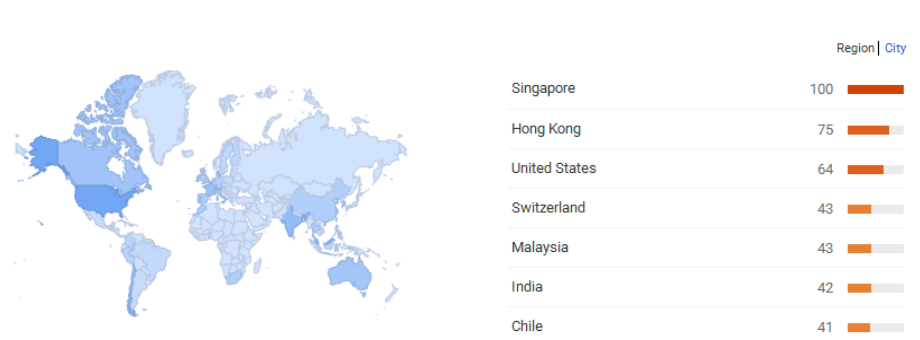 Region| City
Singapore 100
Hong Kong 75
United States 64
Switzerland 43
Malaysia 43
India 42
Chile 41